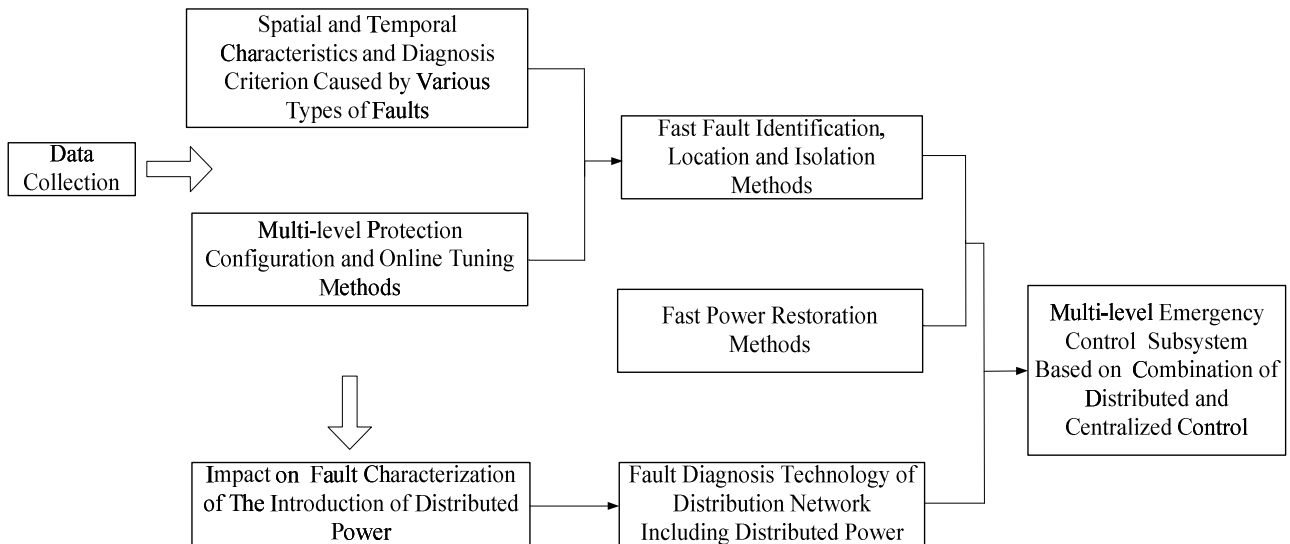 Data
Collection
Spatial and Temporal
Characteristics and Diagnosis
Criterion Caused by Various
Types of Faults
Multi-level Protection
Configuration and Online Tuning
Methods
Fast Fault Identification,
Location and Isolation
Methods
Fast Power Restoration
Methods
Impact on Fault Characterization
of The Introduction of Distributed
Power
Fault Diagnosis Technology of
Distribution Network
Including Distributed Power
Multi-level Emergency
Control Subsystem
Based on Combination of
Distributed and
Centralized Control